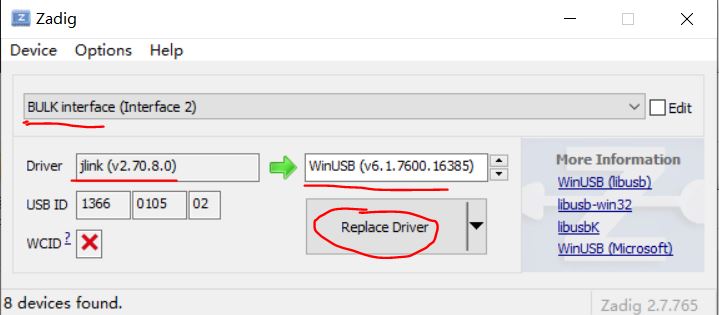 Zadig
Device Options Help
BULK interface (Interface 2)
Edit
Driver jlink (v2.70.8.0) WinUSB (v6.1.7600.16385)
USB ID 1366 0105 02
WCID ?
Replace Driver
More Information
WinUSB (libusb)
libusb-win32
libusbK
WinUSB (Microsoft)
8 devices found.
Zadig 2.7.765